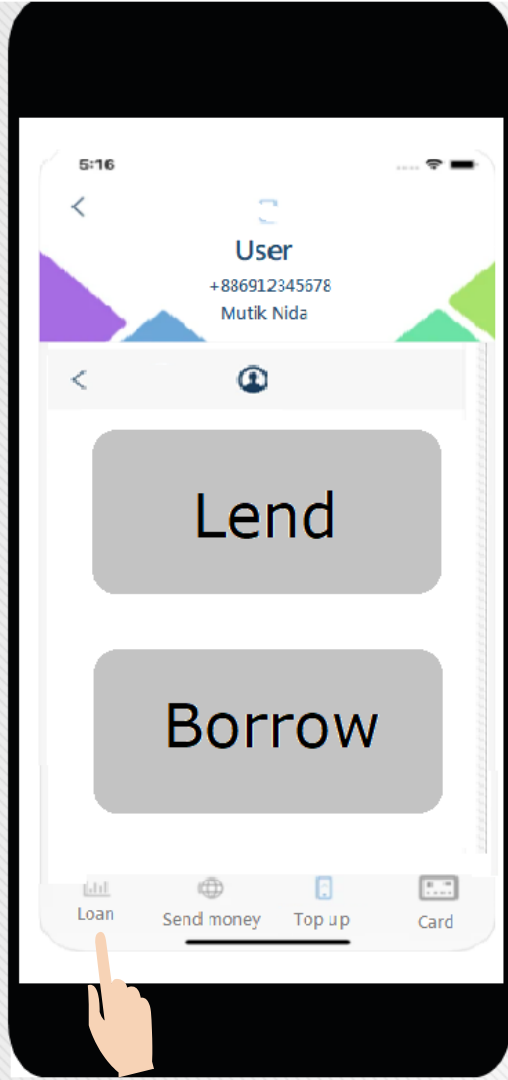 5:16
User
+886912345678
Mutik Nida
Lend
Borrow
Loan Send money Top up Card